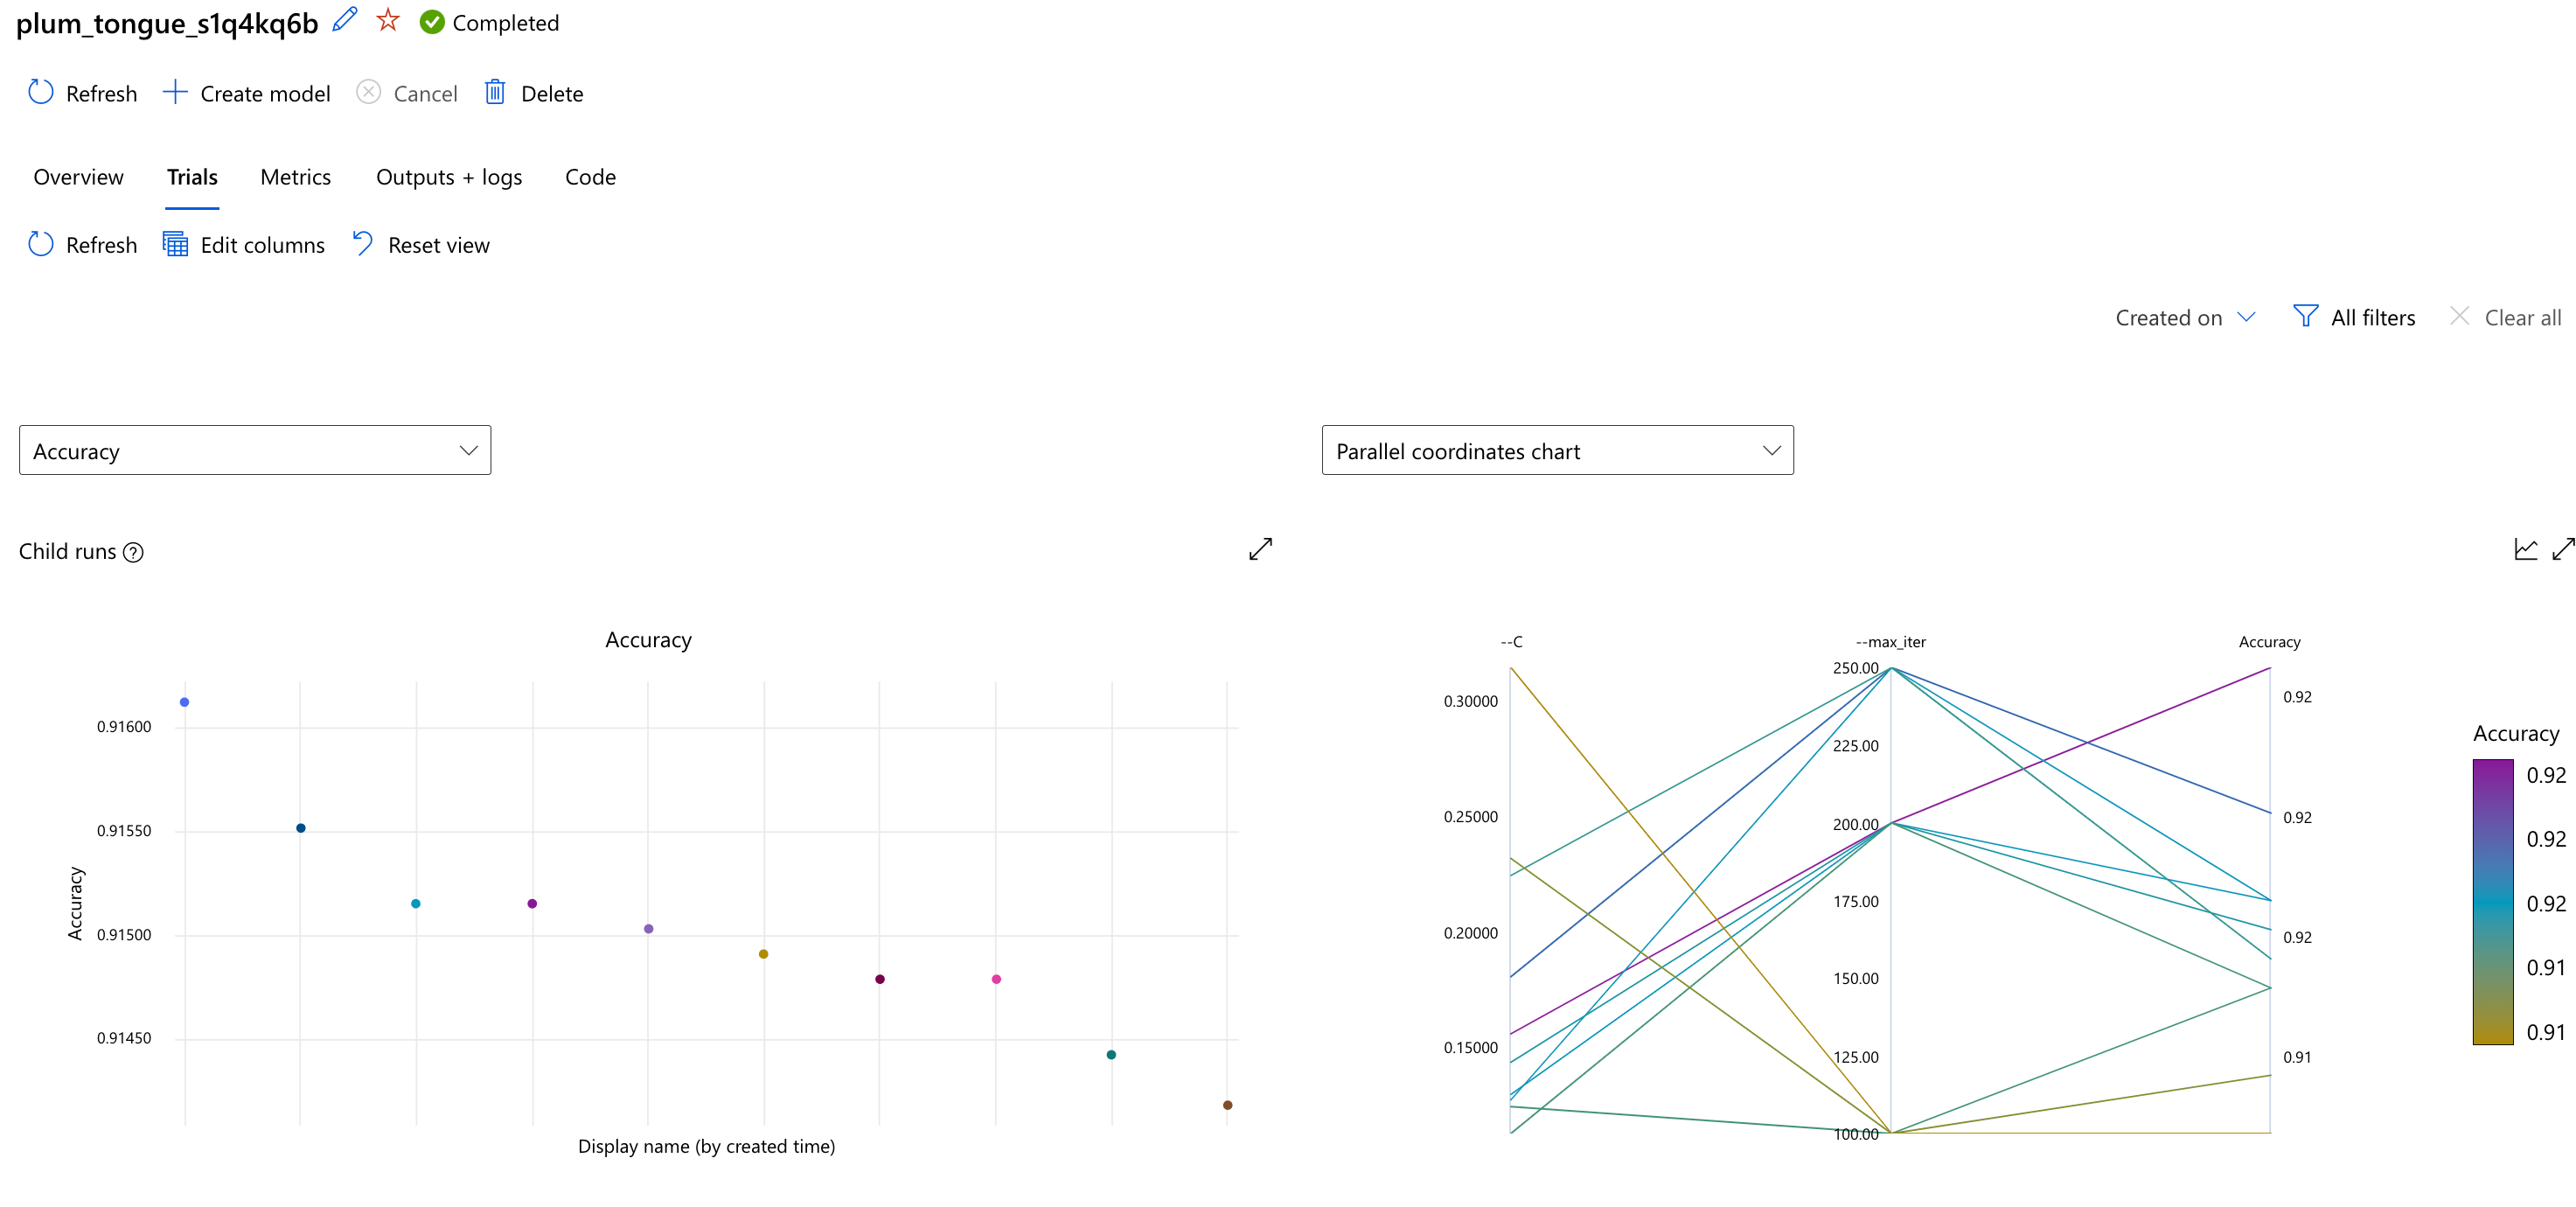 plum_tongue_s1q4kq6b Completed
Refresh Create model Cancel Delete
Overview Trials Metrics Outputs + logs Code
Refresh Edit columns Reset view
Created on All filters Clear all
Accuracy
Parallel coordinates chart
Child runs ?
Accuracy
0.91600
0.91550
0.91500
0.91450
Accuracy
Display name (by created time)
--C --max_iter Accuracy
0.30000
0.25000
0.20000
0.15000
250.00
225.00
200.00
175.00
150.00
125.00
100.00
0.92
0.92
0.92
0.91
Accuracy
0.92
0.92
0.92
0.91
0.91